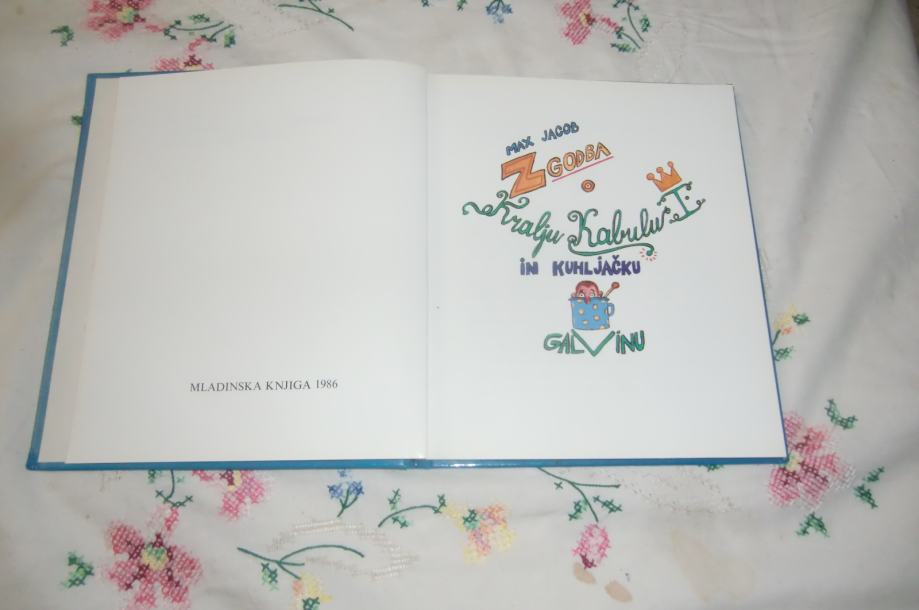 MLADINSKA KNJIGA 1986
MAX JACOB
ZGODBA
O
Kralju Kabulu I.
IN KUHLJAČKU
GALVINU